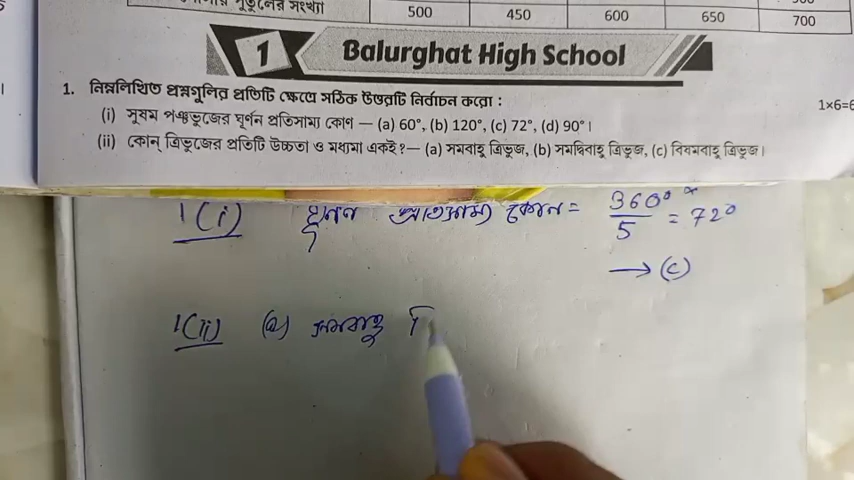 পুতুলের সংখ্যা 500 450 600 650 700
1 Balurghat High School
1. নিম্নলিখিত প্রশ্নগুলির প্রতিটি ক্ষেত্রে সঠিক উত্তরটি নির্বাচন করো : 1×6=6
(i) সুষম পঞ্চভুজের ঘূর্ণন প্রতিসাম্য কোণ — (a) 60°, (b) 120°, (c) 72°, (d) 90°।
(ii) কোন্ ত্রিভুজের প্রতিটি উচ্চতা ও মধ্যমা একই?— (a) সমবাহু ত্রিভুজ, (b) সমদ্বিবাহু ত্রিভুজ, (c) বিষমবাহু ত্রিভুজ।
1(i) ঘূর্ণন প্রতিসাম্য কোন = 360°/5 = 72°
→ (c)
1(ii) (a) সমবাহু